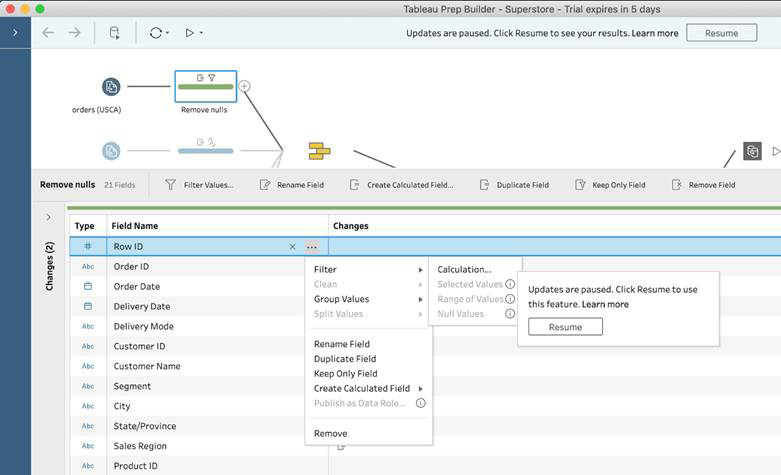 Tableau Prep Builder - Superstore - Trial expires in 5 days
Updates are paused. Click Resume to see your results. Learn more
Resume
orders (USCA)
Remove nulls
Remove nulls 21 Fields
Filter Values...
Rename Field
Create Calculated Field...
Duplicate Field
Keep Only Field
Remove Field
Changes (2)
Type Field Name Changes
# Row ID
Abc Order ID
Order Date
Delivery Date
Abc Delivery Mode
Abc Customer ID
Abc Customer Name
Abc Segment
Abc City
Abc State/Province
Abc Sales Region
Abc Product ID
Filter
Clean
Group Values
Split Values
Rename Field
Duplicate Field
Keep Only Field
Create Calculated Field
Publish as Data Role...
Remove
Calculation...
Selected Values
Range of Values
Null Values
Updates are paused. Click Resume to use
this feature. Learn more
Resume